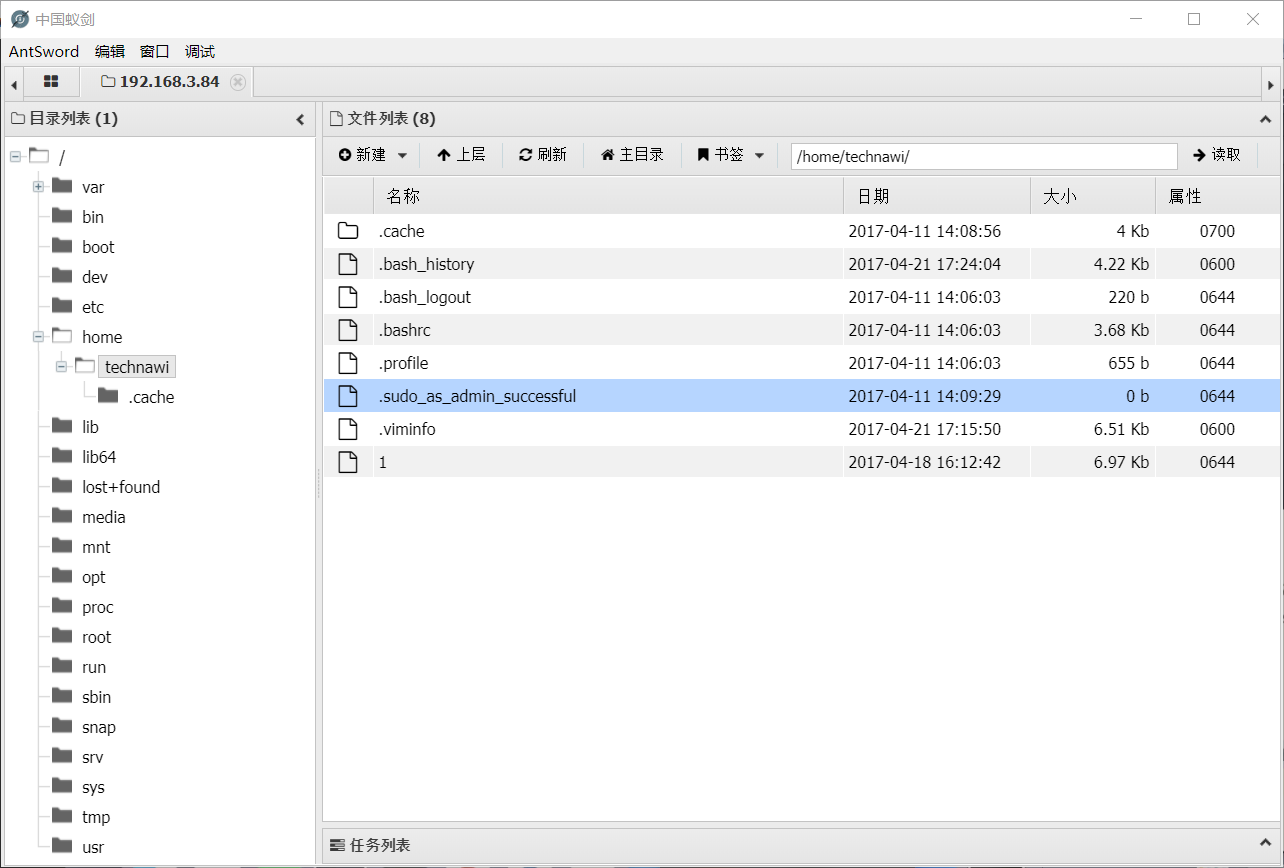 中国蚁剑
AntSword 编辑 窗口 调试
192.168.3.84
目录列表 (1)
/
var
bin
boot
dev
etc
home
technawi
.cache
lib
lib64
lost+found
media
mnt
opt
proc
root
run
sbin
snap
srv
sys
tmp
usr
文件列表 (8)
新建 上层 刷新 主目录 书签 /home/technawi/ 读取
名称 日期 大小 属性
.cache 2017-04-11 14:08:56 4 Kb 0700
.bash_history 2017-04-21 17:24:04 4.22 Kb 0600
.bash_logout 2017-04-11 14:06:03 220 b 0644
.bashrc 2017-04-11 14:06:03 3.68 Kb 0644
.profile 2017-04-11 14:06:03 655 b 0644
.sudo_as_admin_successful 2017-04-11 14:09:29 0 b 0644
.viminfo 2017-04-21 17:15:50 6.51 Kb 0600
1 2017-04-18 16:12:42 6.97 Kb 0644
任务列表